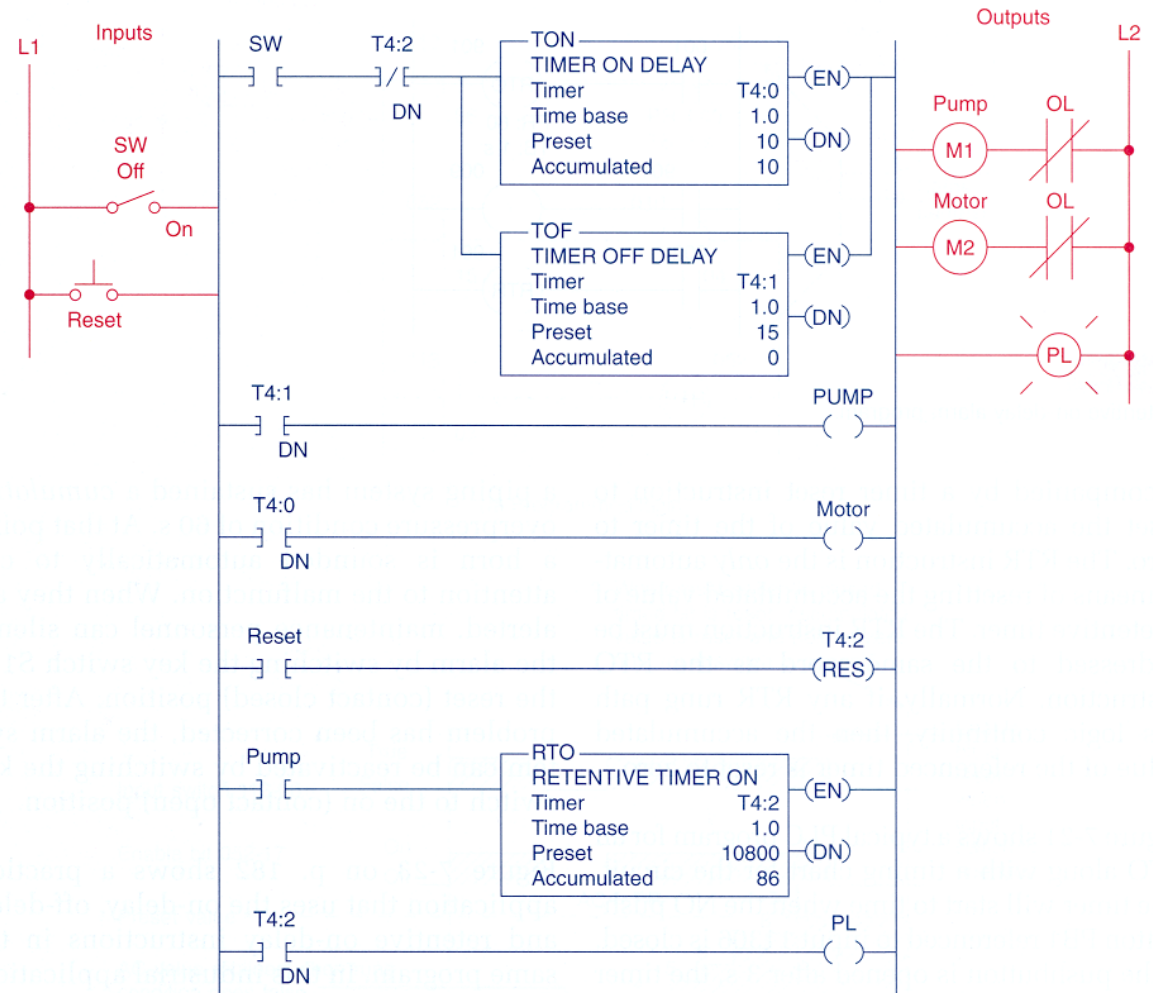 Inputs
Outputs
L1
L2
SW
T4:2
DN
TON
TIMER ON DELAY
Timer T4:0
Time base 1.0
Preset 10
Accumulated 10
EN
DN
SW
Off
On
Reset
Pump
OL
M1
Motor
OL
M2
PL
TOF
TIMER OFF DELAY
Timer T4:1
Time base 1.0
Preset 15
Accumulated 0
EN
DN
T4:1
DN
PUMP
T4:0
DN
Motor
Reset
T4:2
RES
Pump
RTO
RETENTIVE TIMER ON
Timer T4:2
Time base 1.0
Preset 10800
Accumulated 86
EN
DN
T4:2
DN
PL